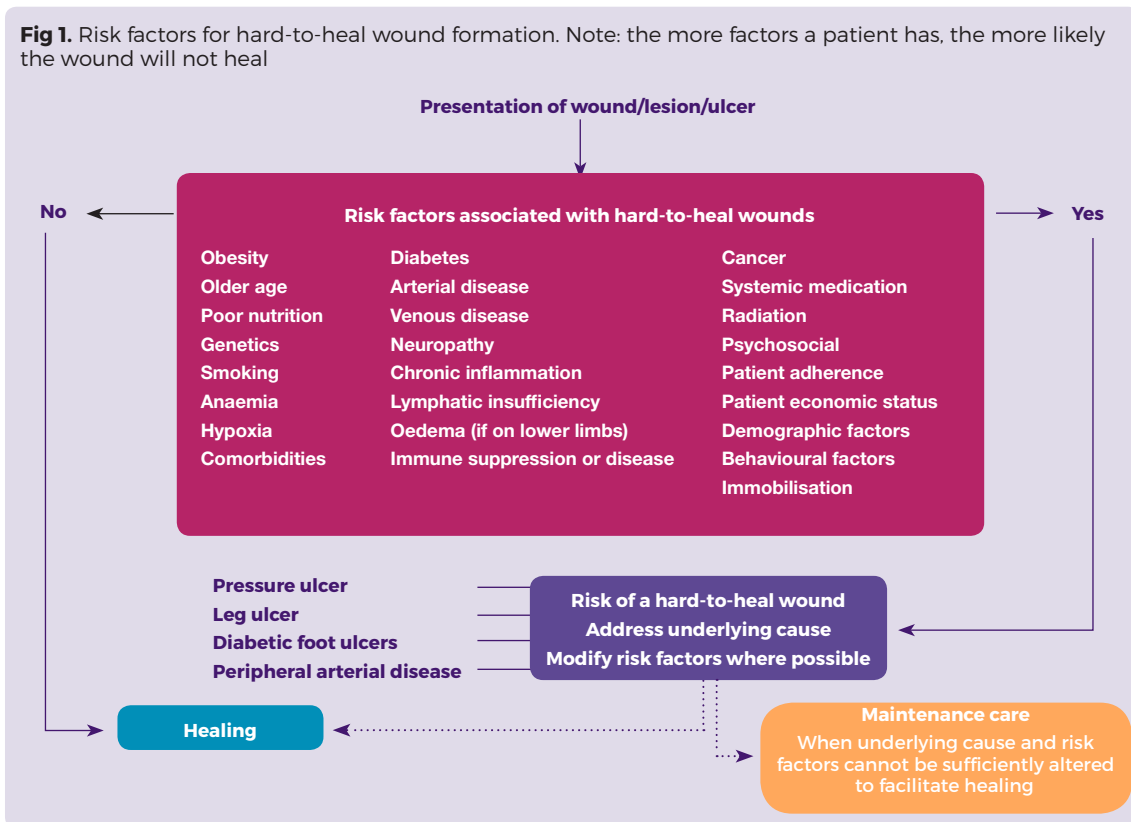 Fig 1. Risk factors for hard-to-heal wound formation. Note: the more factors a patient has, the more likely
the wound will not heal
Presentation of wound/lesion/ulcer
No
Risk factors associated with hard-to-heal wounds
Yes
Obesity
Older age
Poor nutrition
Genetics
Smoking
Anaemia
Hypoxia
Comorbidities
Diabetes
Arterial disease
Venous disease
Neuropathy
Chronic inflammation
Lymphatic insufficiency
Oedema (if on lower limbs)
Immune suppression or disease
Cancer
Systemic medication
Radiation
Psychosocial
Patient adherence
Patient economic status
Demographic factors
Behavioural factors
Immobilisation
Pressure ulcer
Leg ulcer
Diabetic foot ulcers
Peripheral arterial disease
Risk of a hard-to-heal wound
Address underlying cause
Modify risk factors where possible
Healing
Maintenance care
When underlying cause and risk
factors cannot be sufficiently altered
to facilitate healing